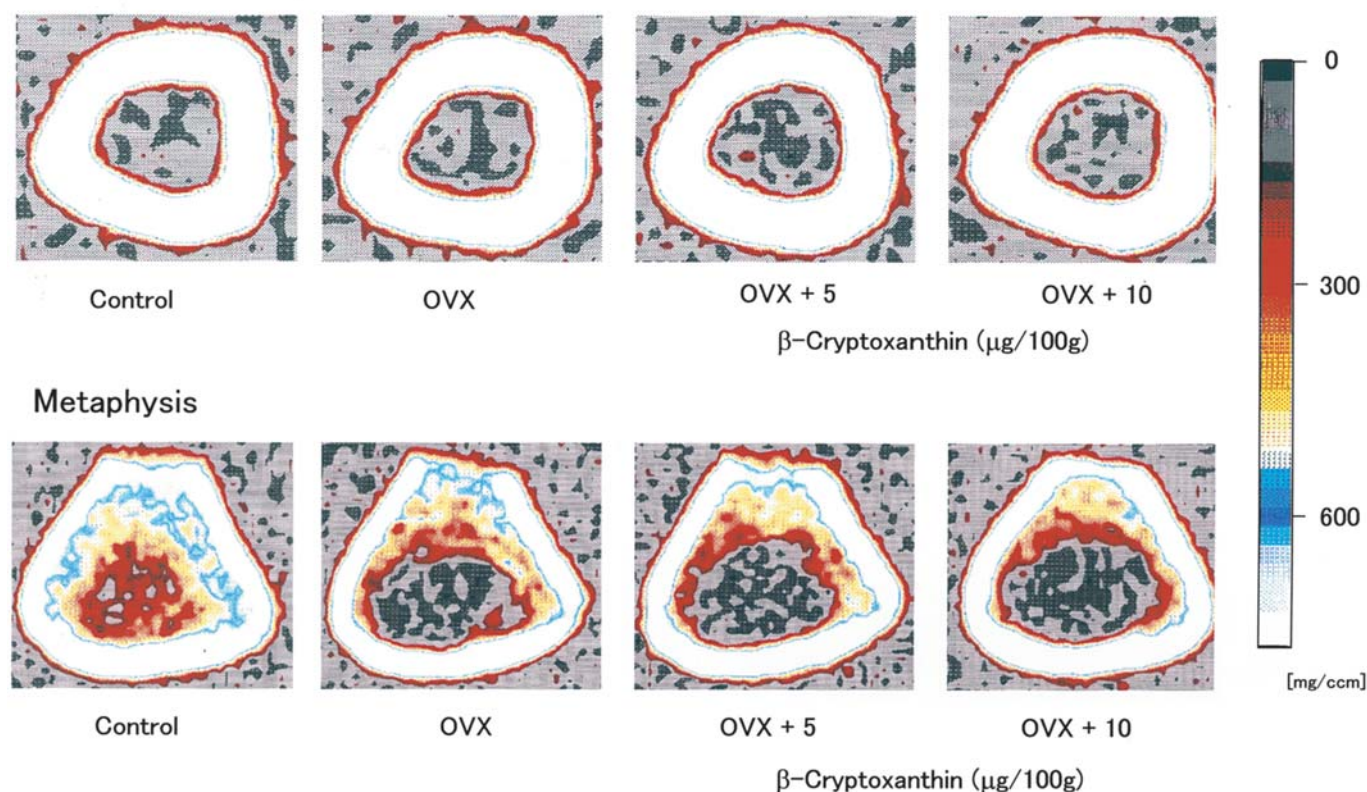 0
300
600
[mg/ccm]
Control OVX OVX + 5 OVX + 10
β-Cryptoxanthin (μg/100g)
Metaphysis
Control OVX OVX + 5 OVX + 10
β-Cryptoxanthin (μg/100g)